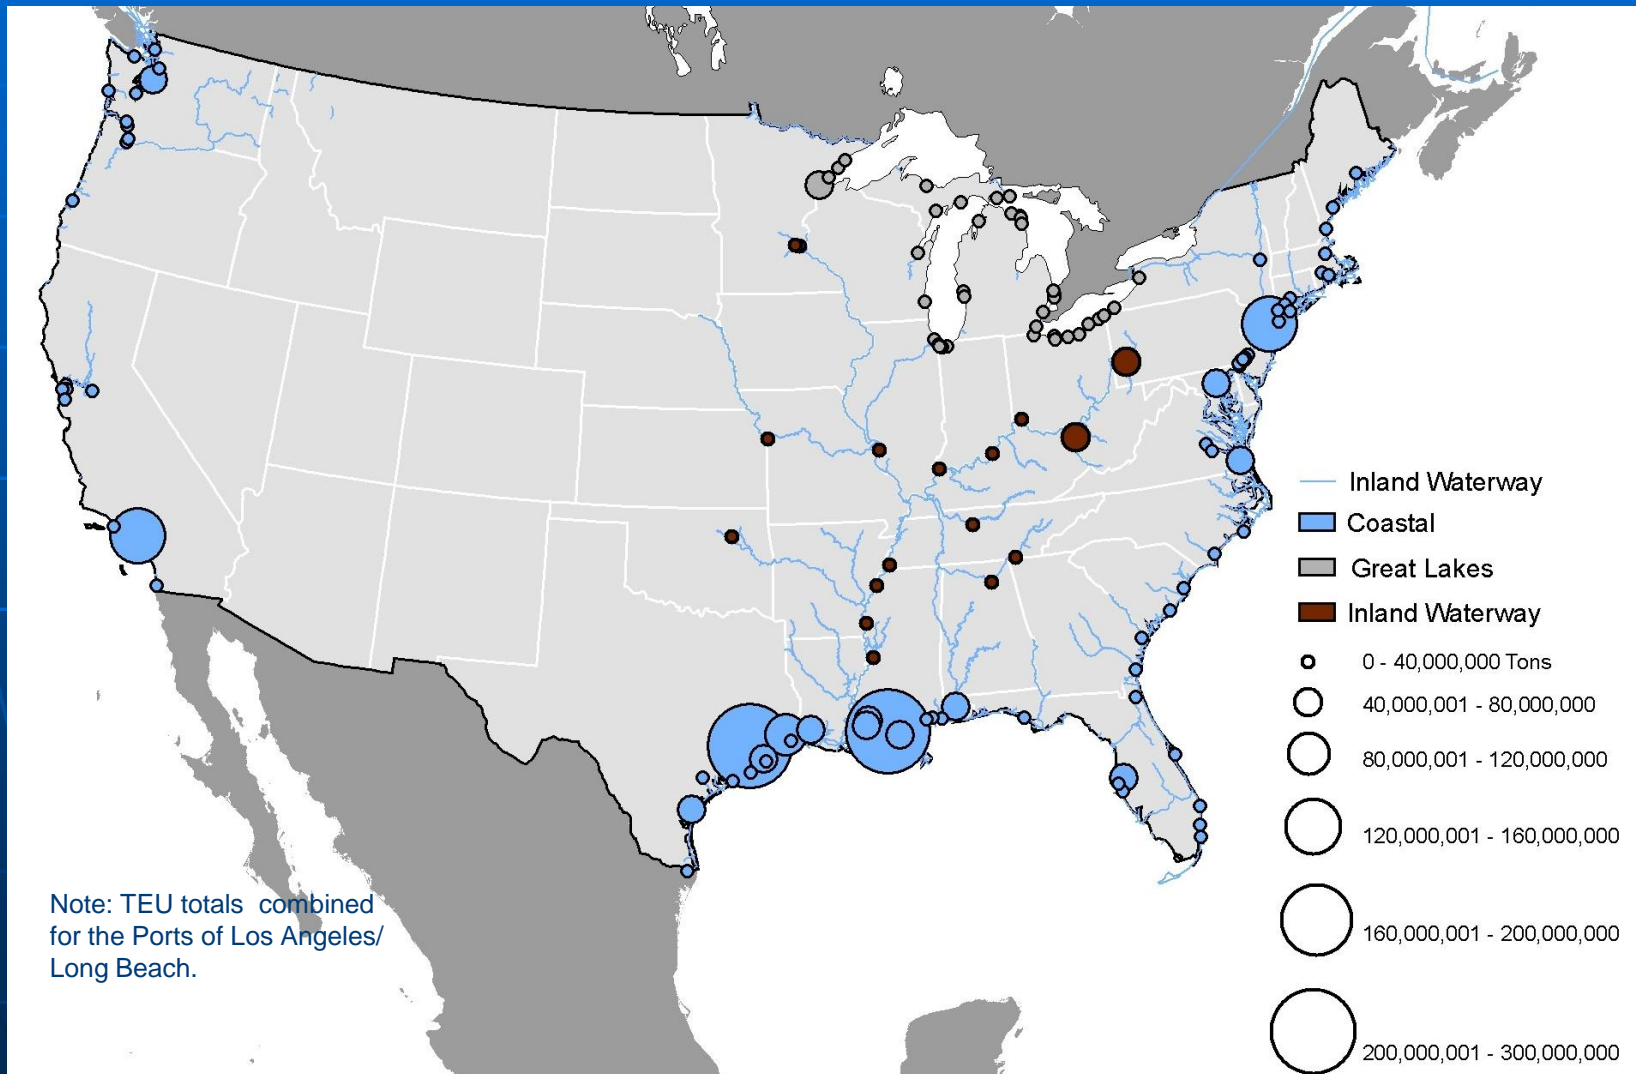 Inland Waterway
Coastal
Great Lakes
Inland Waterway
0 - 40,000,000 Tons
40,000,001 - 80,000,000
80,000,001 - 120,000,000
120,000,001 - 160,000,000
160,000,001 - 200,000,000
200,000,001 - 300,000,000
Note: TEU totals combined
for the Ports of Los Angeles/
Long Beach.